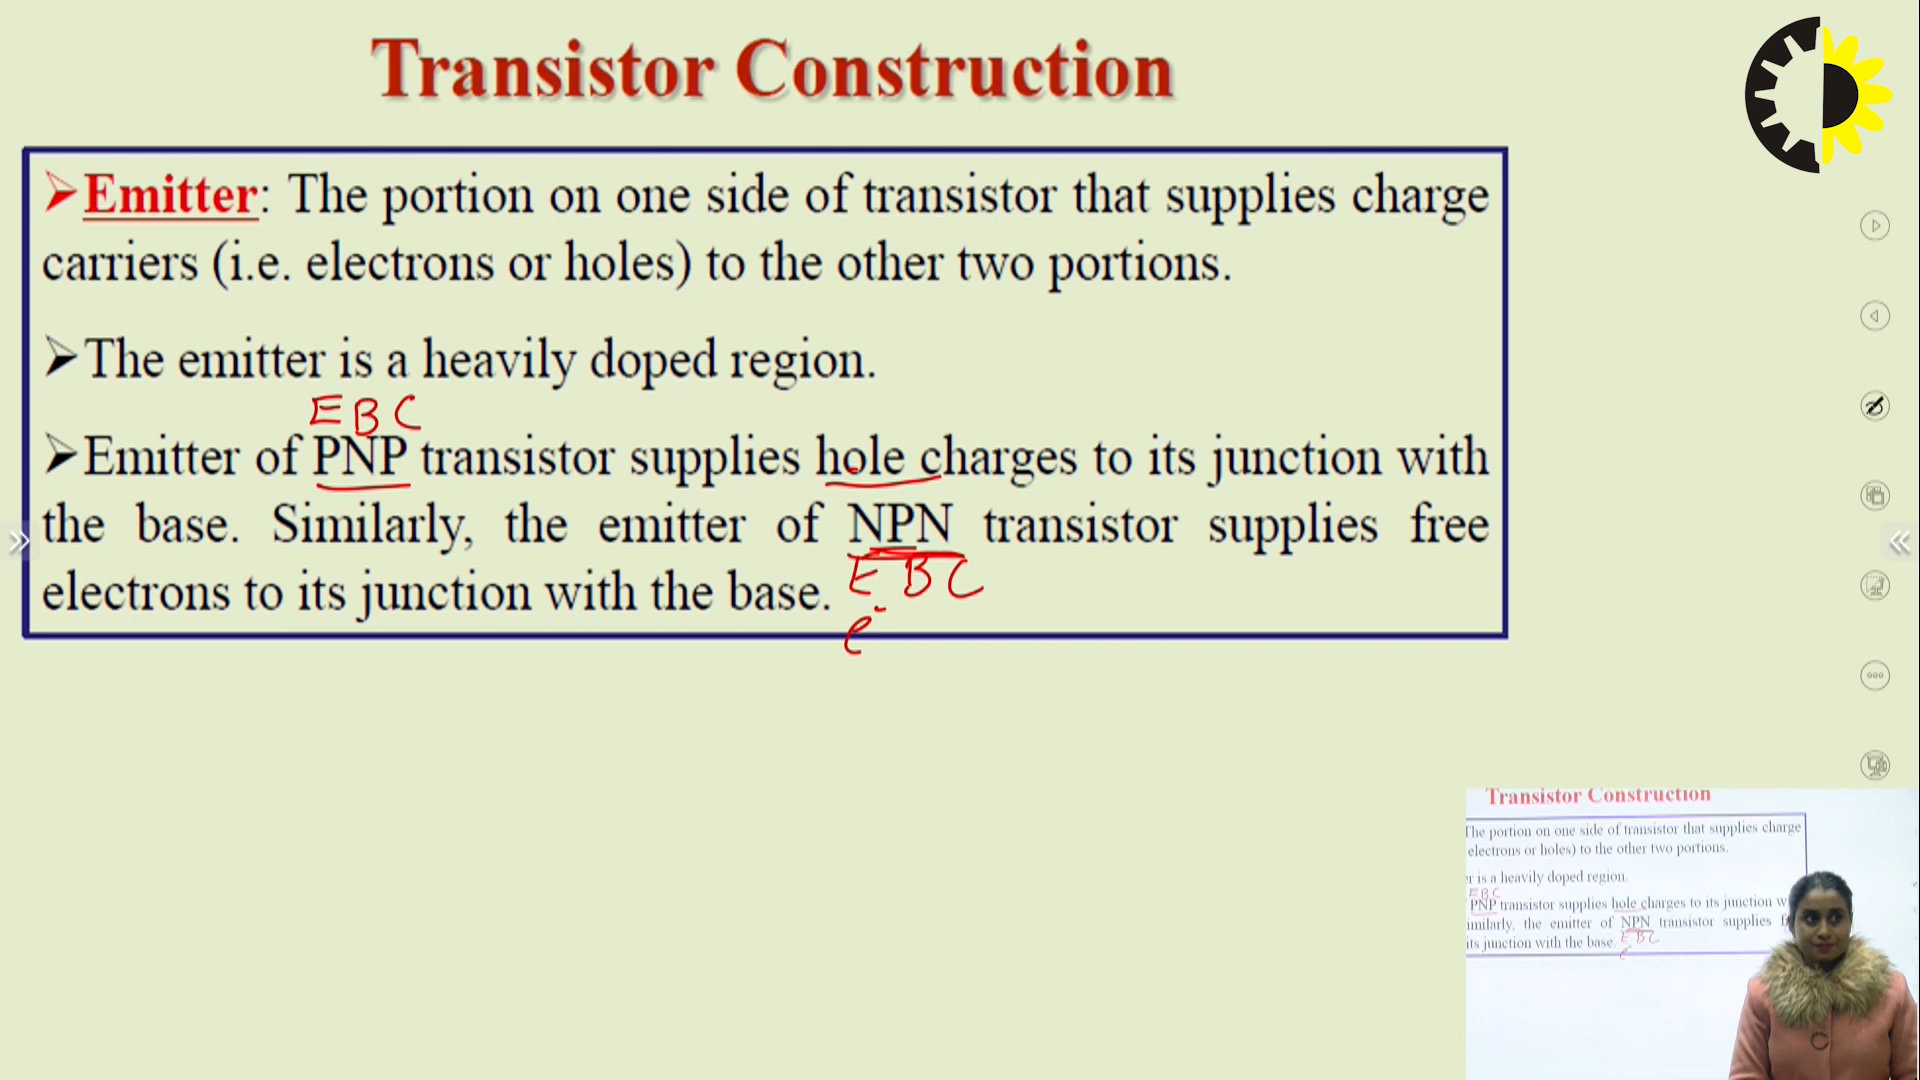 Transistor Construction
➢Emitter: The portion on one side of transistor that supplies charge
carriers (i.e. electrons or holes) to the other two portions.
➢The emitter is a heavily doped region.
E B C
➢Emitter of PNP transistor supplies hole charges to its junction with
the base. Similarly, the emitter of NPN transistor supplies free
electrons to its junction with the base.
E B C
e-
Transistor Construction
The portion on one side of transistor that supplies charge
electrons or holes) to the other two portions.
r is a heavily doped region.
E B C
PNP transistor supplies hole charges to its junction w
imilarly, the emitter of NPN transistor supplies f
its junction with the base.
E B C
e